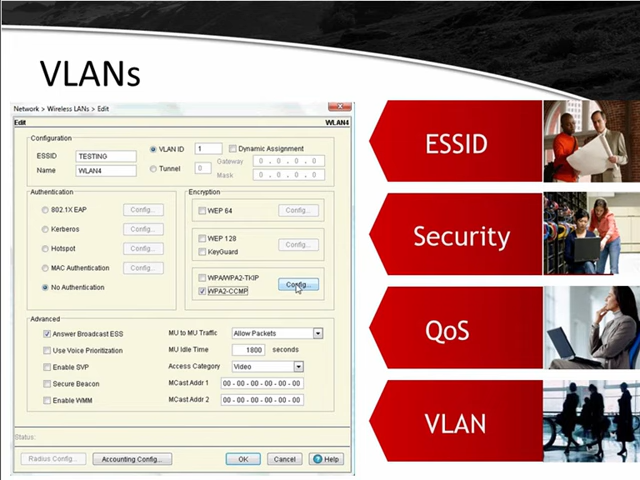 VLANs
Network > Wireless LANs > Edit
Edit WLAN4
Configuration
ESSID TESTING VLAN ID 1 Dynamic Assignment
Name WLAN4 Tunnel 0 Gateway 0 . 0 . 0 . 0
Mask 0 . 0 . 0 . 0
Authentication
802.1X EAP Config...
Kerberos Config...
Hotspot Config...
MAC Authentication Config...
No Authentication
Encryption
WEP 64 Config...
WEP 128
KeyGuard Config...
WPA/WPA2-TKIP
WPA2-CCMP Config...
Advanced
Answer Broadcast ESS MU to MU Traffic Allow Packets
Use Voice Prioritization MU Idle Time 1800 seconds
Enable SVP Access Category Video
Secure Beacon MCast Addr 1 00 - 00 - 00 - 00 - 00 - 00
Enable WMM MCast Addr 2 00 - 00 - 00 - 00 - 00 - 00
Status:
Radius Config... Accounting Config... OK Cancel Help
ESSID
Security
QoS
VLAN